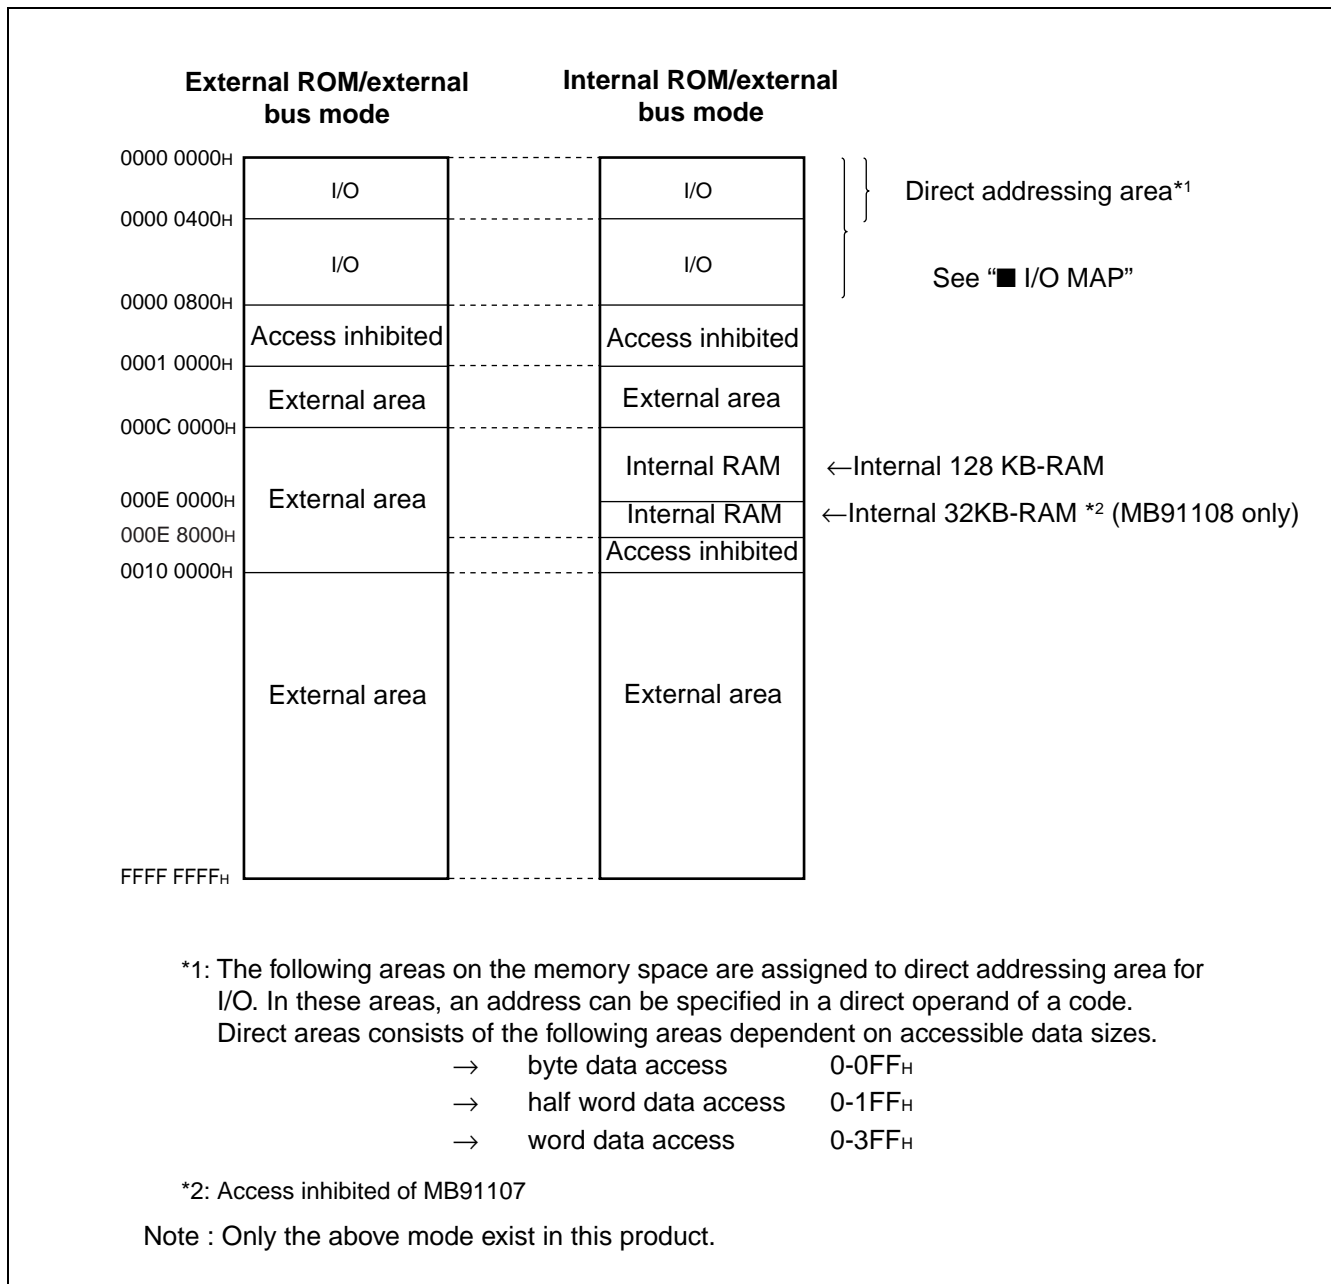 External ROM/external
bus mode
Internal ROM/external
bus mode
0000 0000H
I/O
I/O
Direct addressing area*1
0000 0400H
I/O
I/O
See “■ I/O MAP”
0000 0800H
Access inhibited
Access inhibited
0001 0000H
External area
External area
000C 0000H
Internal RAM
←Internal 128 KB-RAM
000E 0000H
External area
Internal RAM
←Internal 32KB-RAM *2 (MB91108 only)
000E 8000H
Access inhibited
0010 0000H
External area
External area
FFFF FFFFH
*1: The following areas on the memory space are assigned to direct addressing area for
I/O. In these areas, an address can be specified in a direct operand of a code.
Direct areas consists of the following areas dependent on accessible data sizes.
→ byte data access 0-0FFH
→ half word data access 0-1FFH
→ word data access 0-3FFH
*2: Access inhibited of MB91107
Note : Only the above mode exist in this product.